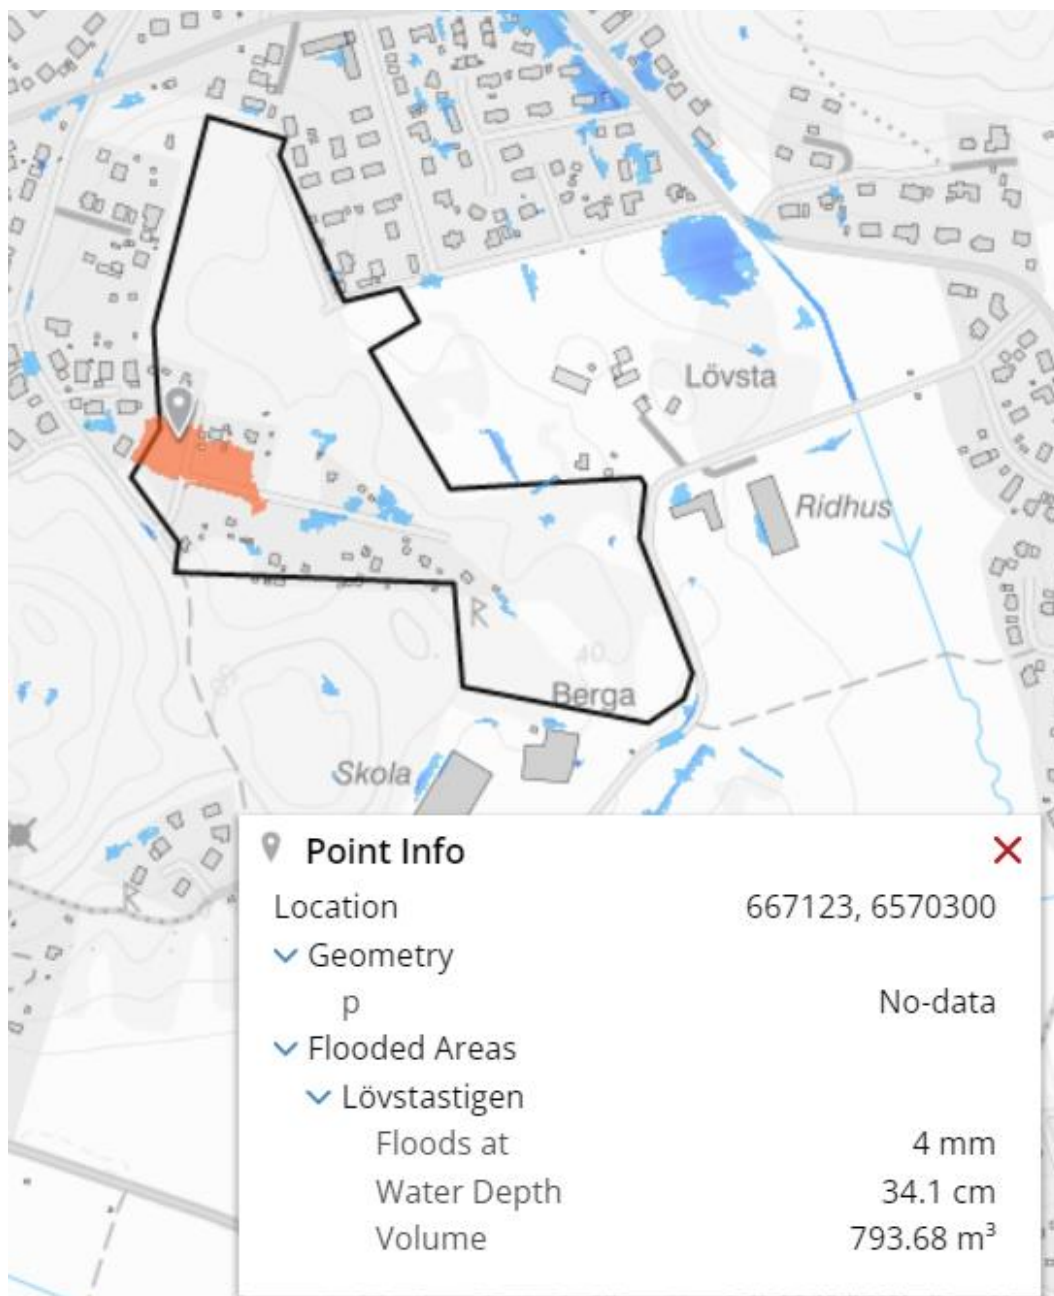 Lövsta
Ridhus
40
Berga
Skola
Point Info
Location 667123, 6570300
Geometry
p No-data
Flooded Areas
Lövstastigen
Floods at 4 mm
Water Depth 34.1 cm
Volume 793.68 m³